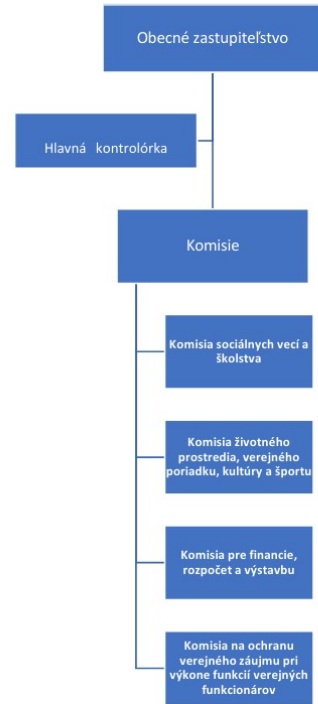 Obecné zastupiteľstvo
Hlavná kontrolórka
Komisie
Komisia sociálnych vecí a
školstva
Komisia životného
prostredia, verejného
poriadku, kultúry a športu
Komisia pre financie,
rozpočet a výstavbu
Komisia na ochranu
verejného záujmu pri
výkone funkcií verejných
funkcionárov